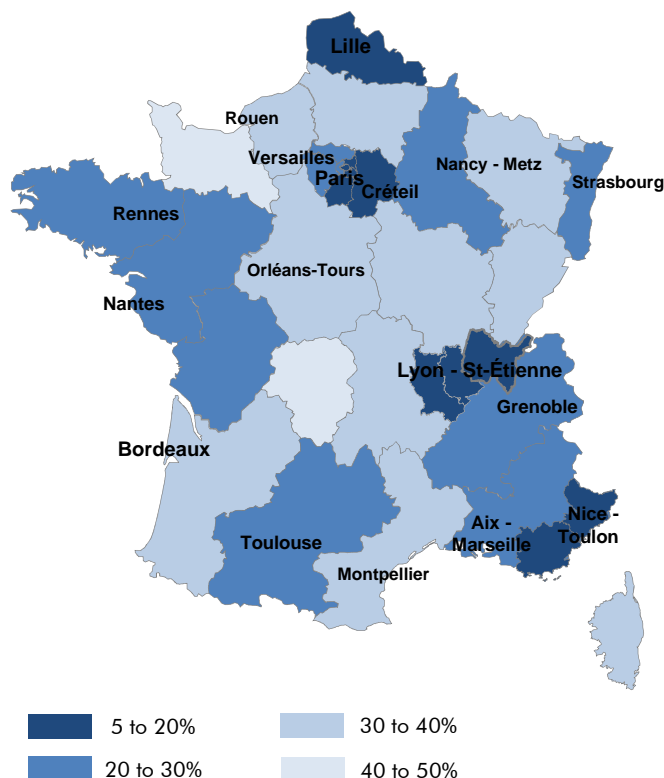 Lille
Rouen
Versailles
Paris
Créteil
Nancy - Metz
Strasbourg
Rennes
Orléans-Tours
Nantes
Lyon - St-Étienne
Grenoble
Bordeaux
Aix -
Marseille
Nice -
Toulon
Toulouse
Montpellier
5 to 20%
30 to 40%
20 to 30%
40 to 50%